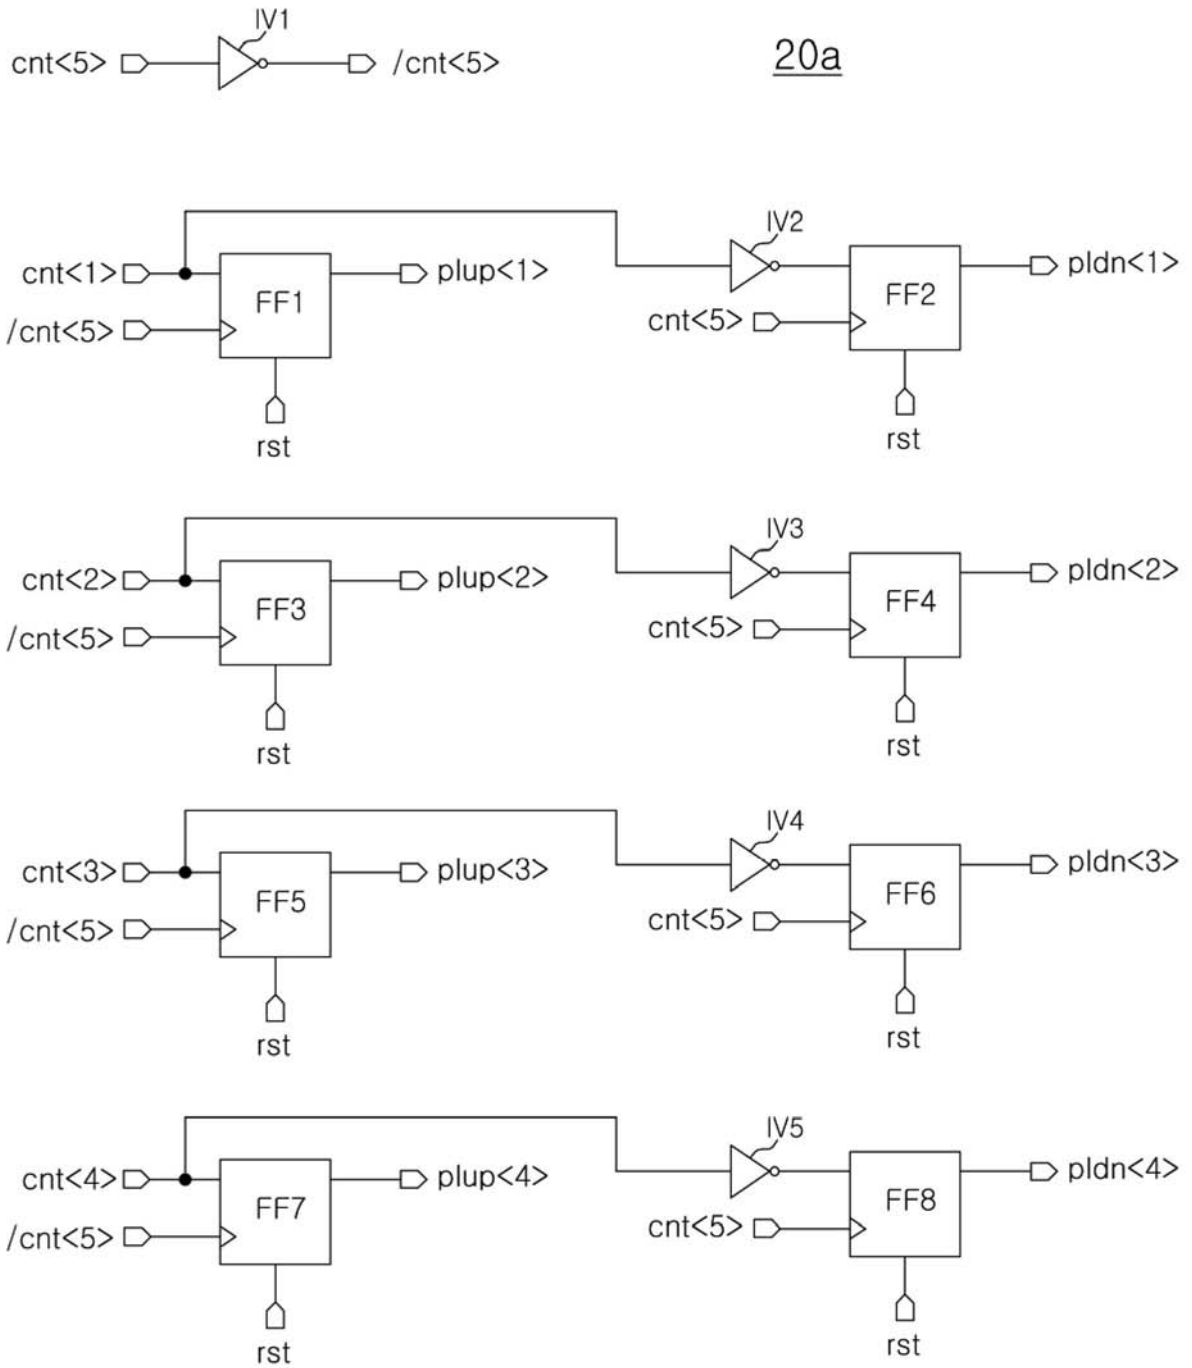 IV1
cnt<5> /cnt<5>
20a
IV2
cnt<1> plup<1> pldn<1>
FF1 FF2
/cnt<5> cnt<5>
rst rst
IV3
cnt<2> plup<2> pldn<2>
FF3 FF4
/cnt<5> cnt<5>
rst rst
IV4
cnt<3> plup<3> pldn<3>
FF5 FF6
/cnt<5> cnt<5>
rst rst
IV5
cnt<4> plup<4> pldn<4>
FF7 FF8
/cnt<5> cnt<5>
rst rst